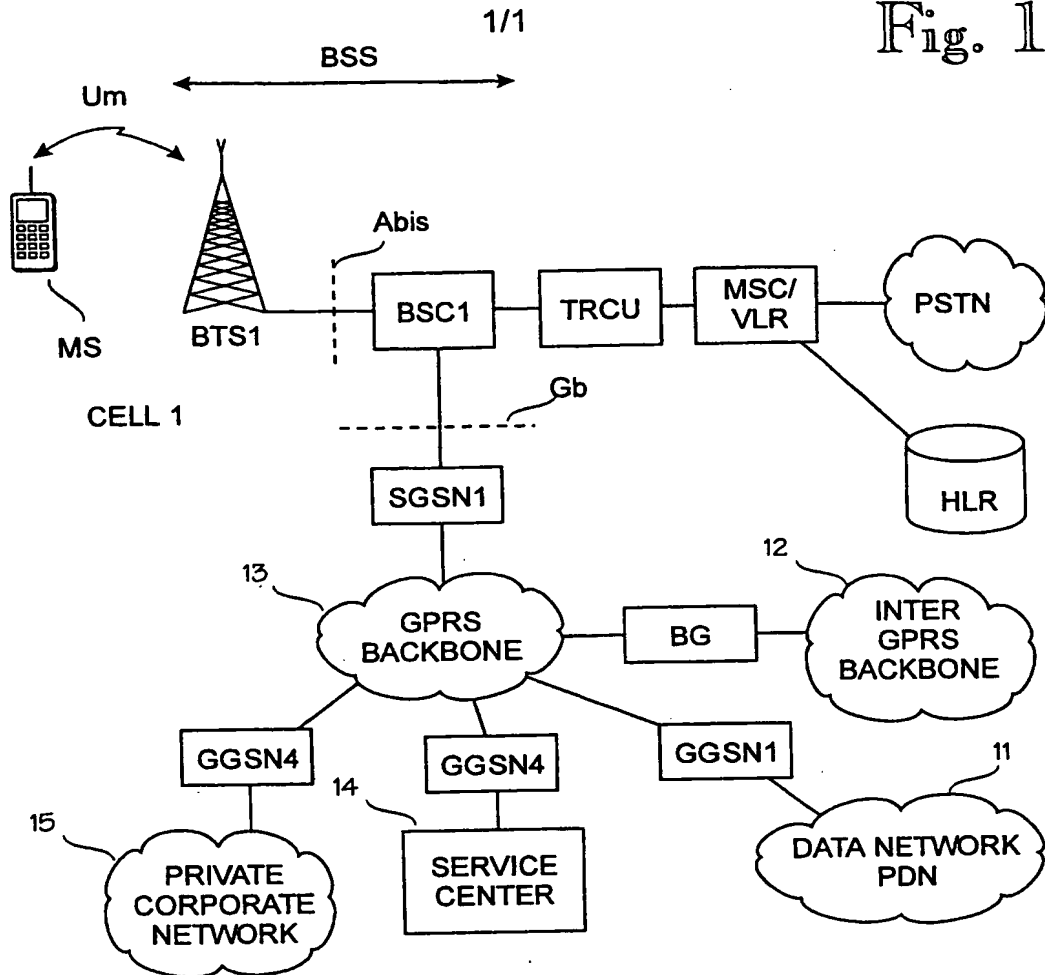 1/1
Fig. 1
BSS
Um
Abis
MS
BTS1
BSC1
TRCU
MSC/
VLR
PSTN
CELL 1
Gb
HLR
SGSN1
13
GPRS
BACKBONE
BG
12
INTER
GPRS
BACKBONE
GGSN4
GGSN4
GGSN1
11
15
PRIVATE
CORPORATE
NETWORK
14
SERVICE
CENTER
DATA NETWORK
PDN